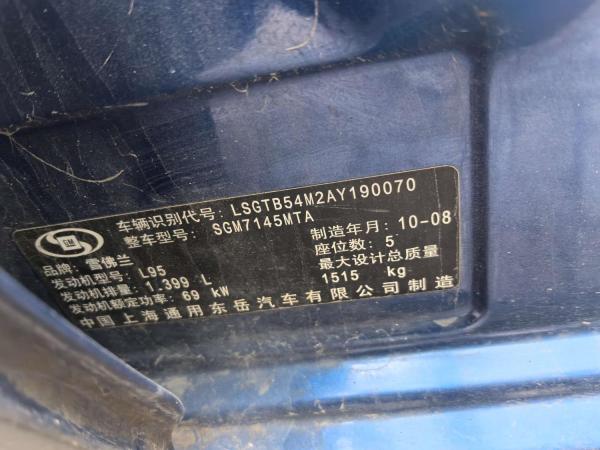 GM
车辆识别代号: LSGTB54M2AY190070
整车型号: SGM7145MTA
制造年月: 10-08
品牌: 雪佛兰
座位数: 5
发动机型号: L95
最大设计总质量
发动机排量: 1.399 L
1515 kg
发动机额定功率: 69 kW
中国上海通用东岳汽车有限公司制造